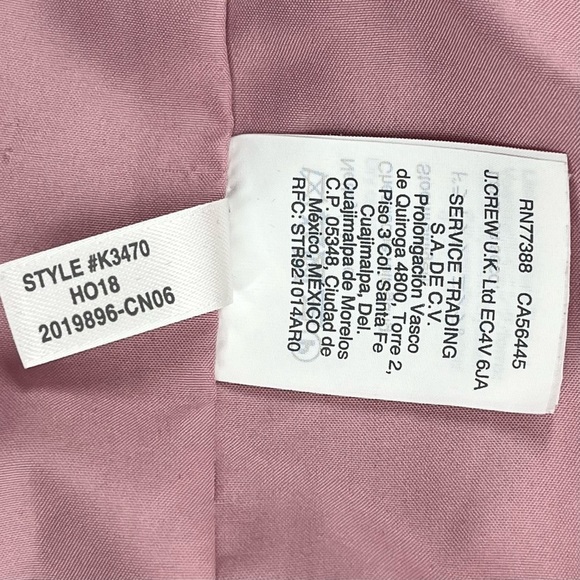 STYLE #K3470
HO18
2019896-CN06
RN77388 CA56445
J.CREW U.K. Ltd EC4V 6JA
SERVICE TRADING
S.A.DE C.V.
Prolongación Vasco
de Quiroga 4800, Torre 2,
Piso 3 Col. Santa Fe
Cuajimalpa, Del.
Cuajimalpa de Morelos
C.P. 05348, Ciudad de
México, MÉXICO
RFC: STR921014AR0